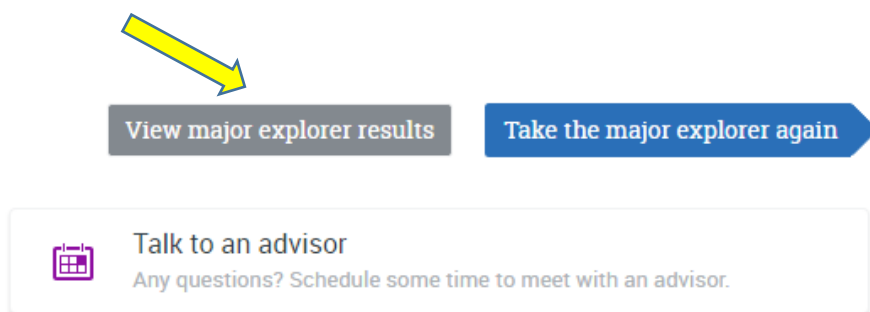 View major explorer results
Take the major explorer again
Talk to an advisor
Any questions? Schedule some time to meet with an advisor.